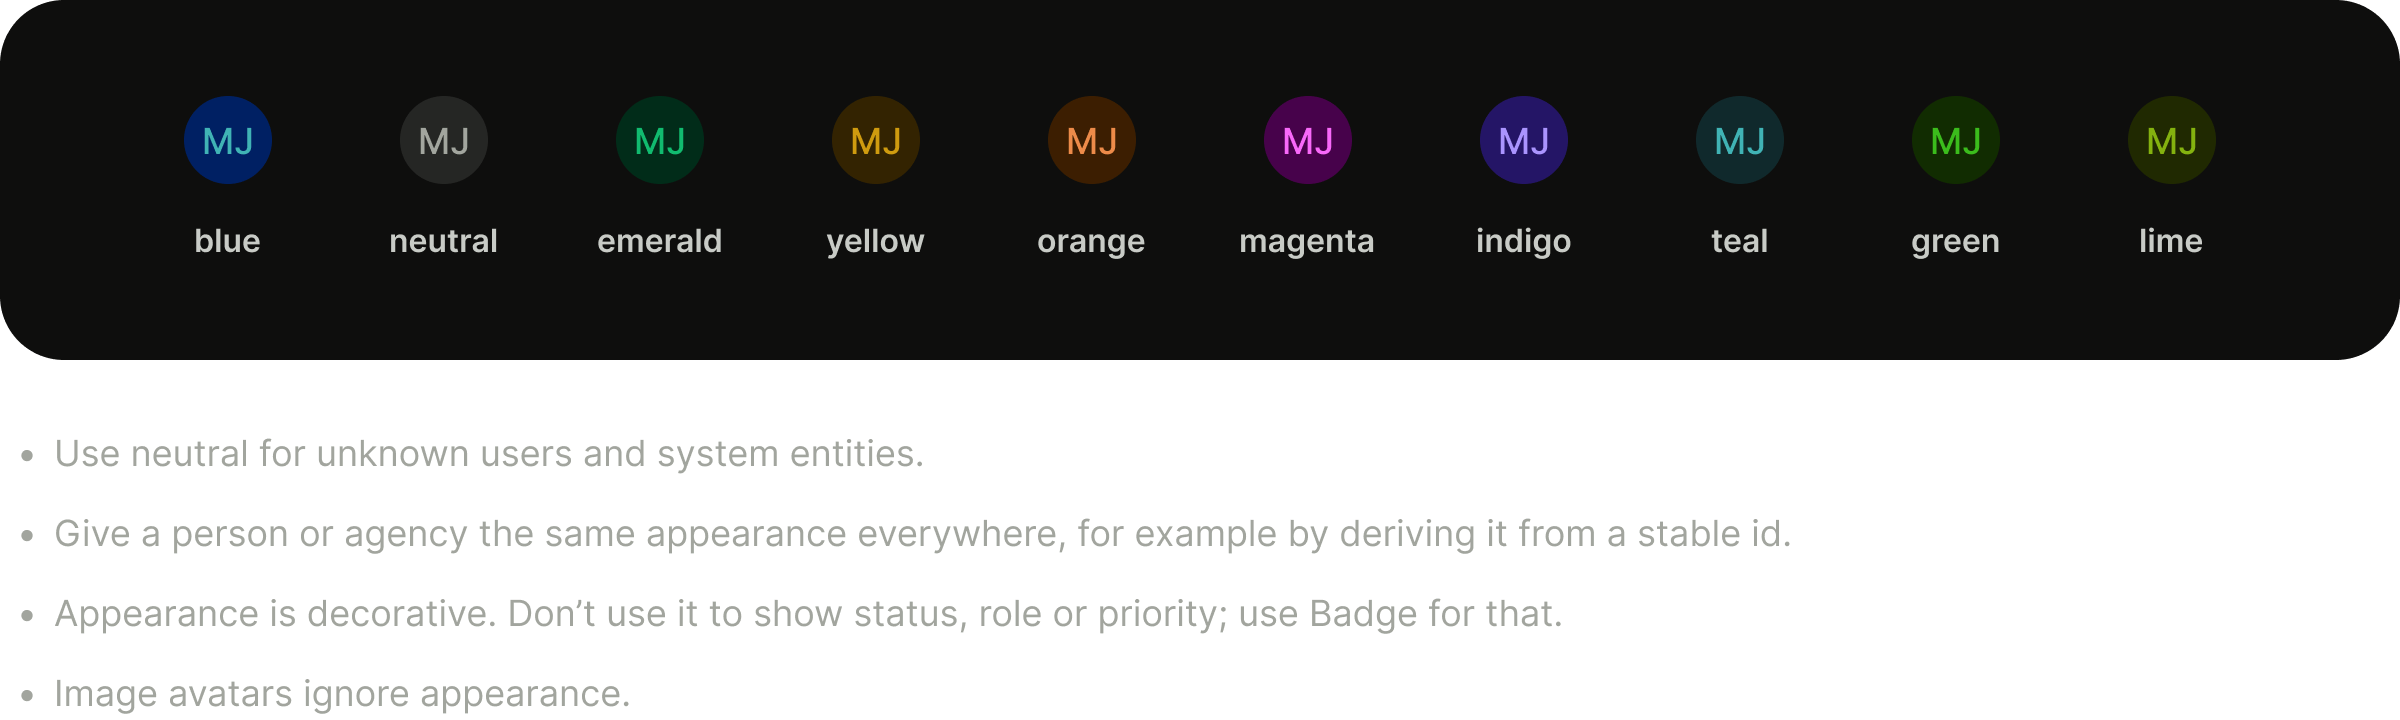 MJ MJ MJ MJ MJ MJ MJ MJ MJ MJ
blue neutral emerald yellow orange magenta indigo teal green lime
• Use neutral for unknown users and system entities.
• Give a person or agency the same appearance everywhere, for example by deriving it from a stable id.
• Appearance is decorative. Don’t use it to show status, role or priority; use Badge for that.
• Image avatars ignore appearance.